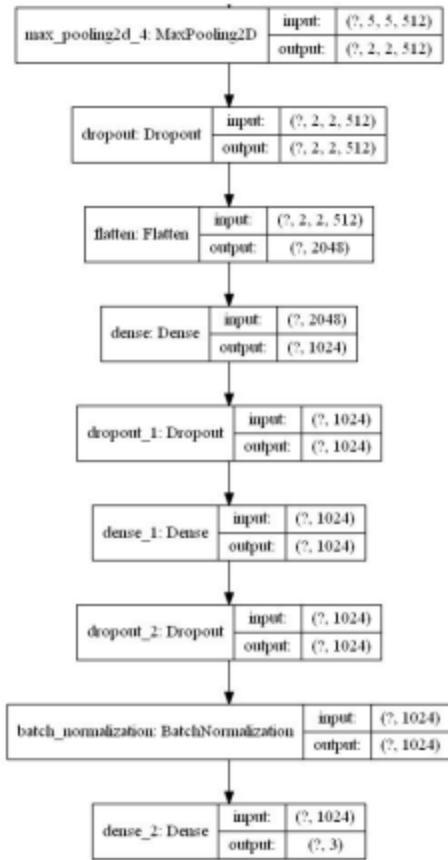 max_pooling2d_4: MaxPooling2D input: (?, 5, 5, 512)
output: (?, 2, 2, 512)
dropout: Dropout input: (?, 2, 2, 512)
output: (?, 2, 2, 512)
flatten: Flatten input: (?, 2, 2, 512)
output: (?, 2048)
dense: Dense input: (?, 2048)
output: (?, 1024)
dropout_1: Dropout input: (?, 1024)
output: (?, 1024)
dense_1: Dense input: (?, 1024)
output: (?, 1024)
dropout_2: Dropout input: (?, 1024)
output: (?, 1024)
batch_normalization: BatchNormalization input: (?, 1024)
output: (?, 1024)
dense_2: Dense input: (?, 1024)
output: (?, 3)